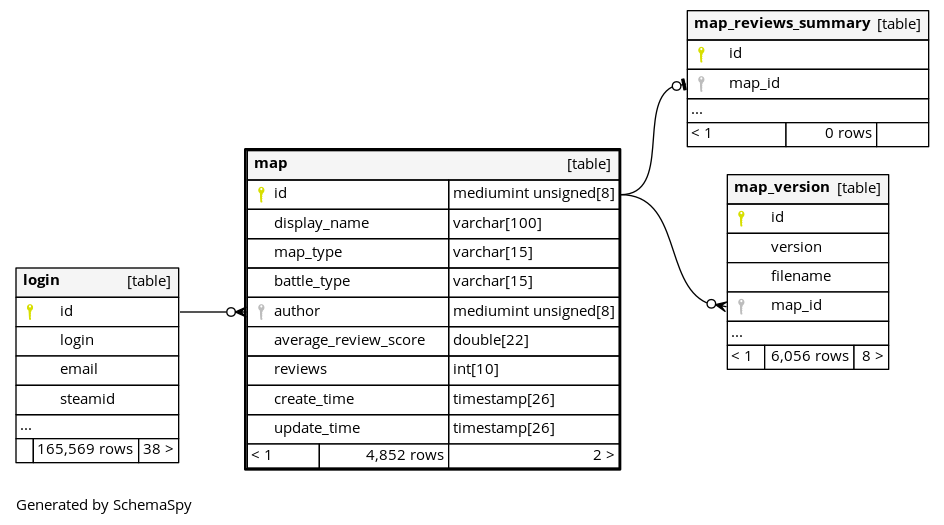 map_reviews_summary [table]
id
map_id
...
< 1 0 rows
map [table]
id mediumint unsigned[8]
display_name varchar[100]
map_type varchar[15]
battle_type varchar[15]
author mediumint unsigned[8]
average_review_score double[22]
reviews int[10]
create_time timestamp[26]
update_time timestamp[26]
< 1 4,852 rows 2 >
map_version [table]
id
version
filename
map_id
...
< 1 6,056 rows 8 >
login [table]
id
login
email
steamid
...
165,569 rows 38 >
Generated by SchemaSpy